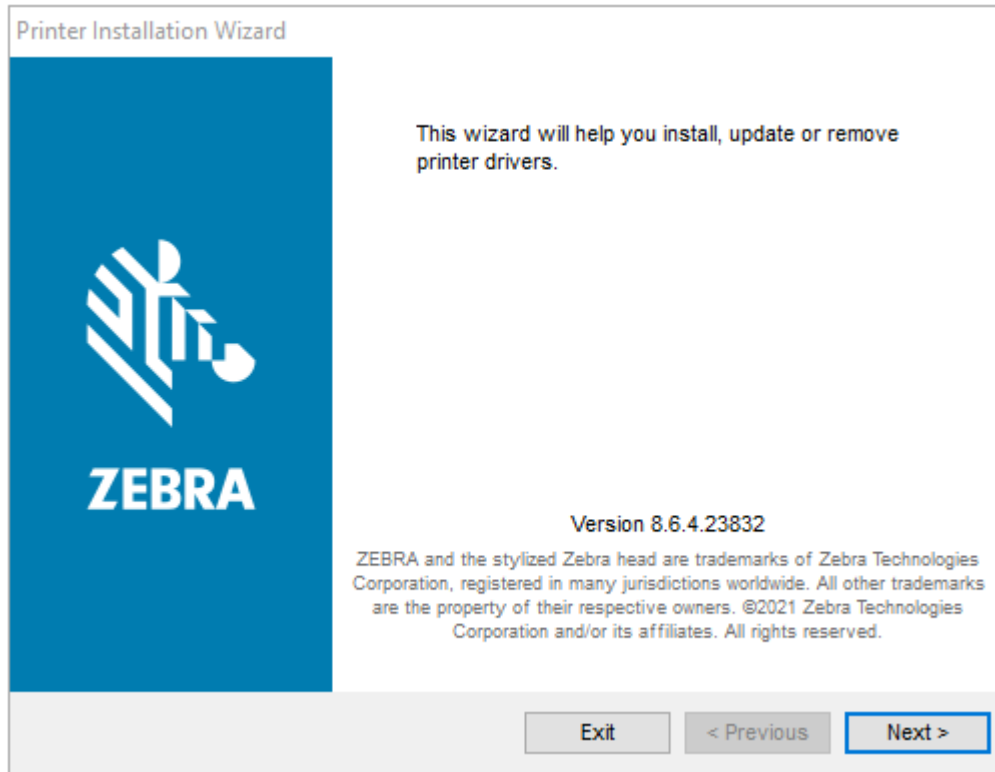 Printer Installation Wizard
This wizard will help you install, update or remove
printer drivers.
ZEBRA
Version 8.6.4.23832
ZEBRA and the stylized Zebra head are trademarks of Zebra Technologies
Corporation, registered in many jurisdictions worldwide. All other trademarks
are the property of their respective owners. ©2021 Zebra Technologies
Corporation and/or its affiliates. All rights reserved.
Exit
< Previous
Next >